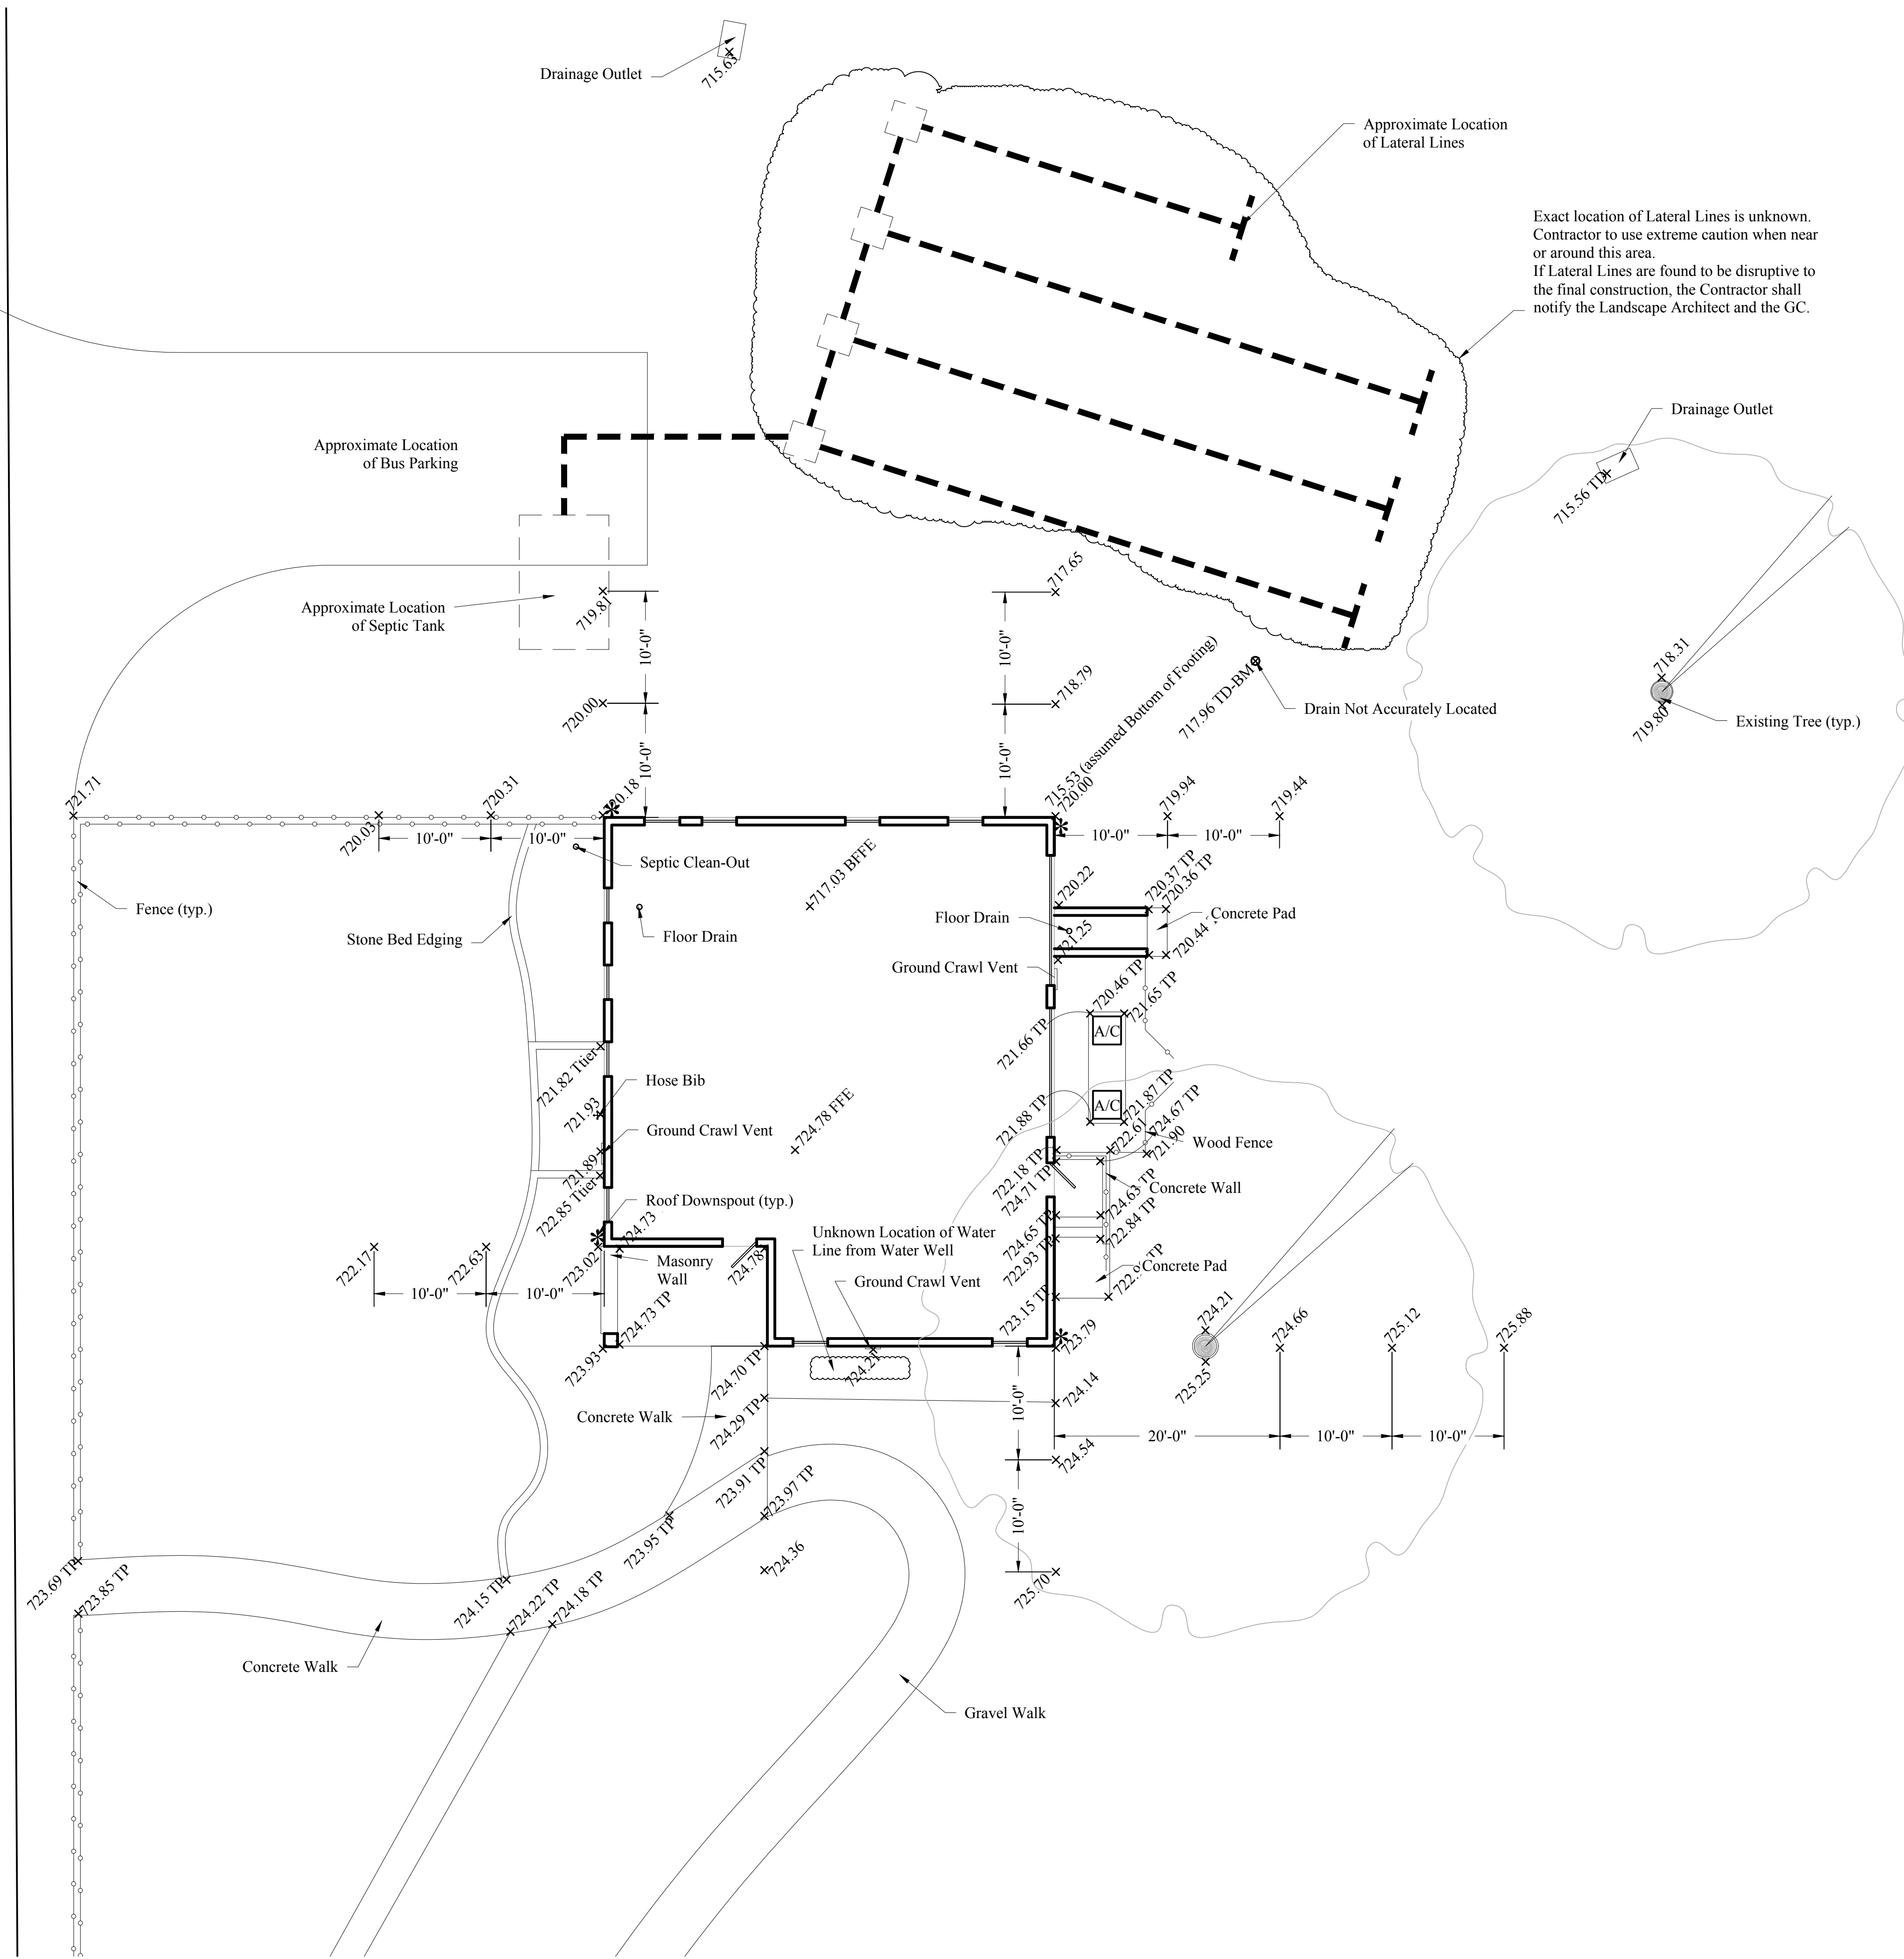 715.63
Drainage Outlet
Approximate Location
of Lateral Lines
Exact location of Lateral Lines is unknown.
Contractor to use extreme caution when near
or around this area.
If Lateral Lines are found to be disruptive to
the final construction, the Contractor shall
notify the Landscape Architect and the GC.
Drainage Outlet
715.56 TD
Approximate Location
of Bus Parking
Approximate Location
of Septic Tank
719.81
10'-0"
10'-0"
717.65
720.00
10'-0"
10'-0"
718.79
715.53 (assumed Bottom of Footing)
717.96 TD-BM
Drain Not Accurately Located
718.31
719.80
Existing Tree (typ.)
721.71
720.03
720.31
720.18
10'-0"
10'-0"
720.00
719.94
719.44
10'-0"
10'-0"
Septic Clean-Out
717.03 BFFE
Fence (typ.)
Stone Bed Edging
Floor Drain
Floor Drain
720.22
720.37 TP
720.36 TP
Concrete Pad
721.25
720.44
Ground Crawl Vent
720.46 TP
721.65 TP
721.66 TP
A/C
721.82 Ttier
Hose Bib
721.93
Ground Crawl Vent
724.78 FFE
A/C
721.88 TP
721.87 TP
724.67 TP
722.61
721.90
Wood Fence
721.89
722.85 Ttier
Roof Downspout (typ.)
722.18 TP
724.71 TP
Concrete Wall
724.63 TP
722.84 TP
724.65 TP
722.93 TP
Unknown Location of Water
Line from Water Well
724.73
722.17
722.63
723.02
10'-0"
10'-0"
Masonry
Wall
724.78
Ground Crawl Vent
Concrete Pad
723.15 TP
724.73 TP
723.93
724.70 TP
724.21
723.79
724.21
725.25
724.66
725.12
725.88
Concrete Walk
724.29 TP
724.14
10'-0"
20'-0"
10'-0"
10'-0"
724.54
723.91 TP
723.97 TP
10'-0"
723.95 TP
724.36
725.70
723.69 TP
723.85 TP
724.15 TP
724.22 TP
724.18 TP
Concrete Walk
Gravel Walk